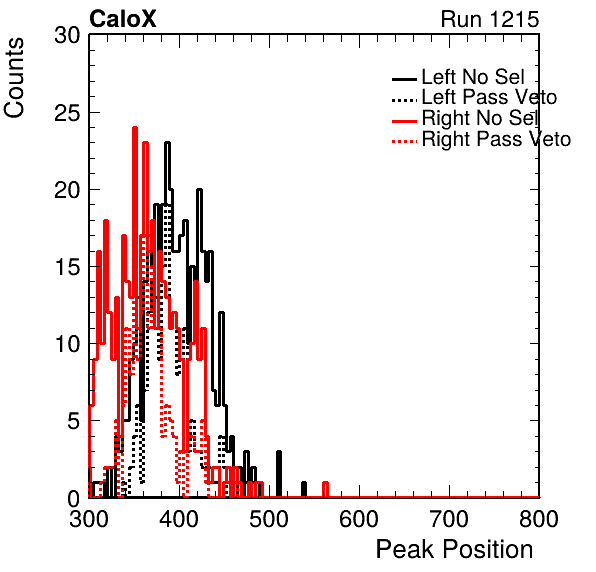 CaloX Run 1215
Counts
30
25
20
15
10
5
0
Left No Sel
Left Pass Veto
Right No Sel
Right Pass Veto
300 400 500 600 700 800
Peak Position